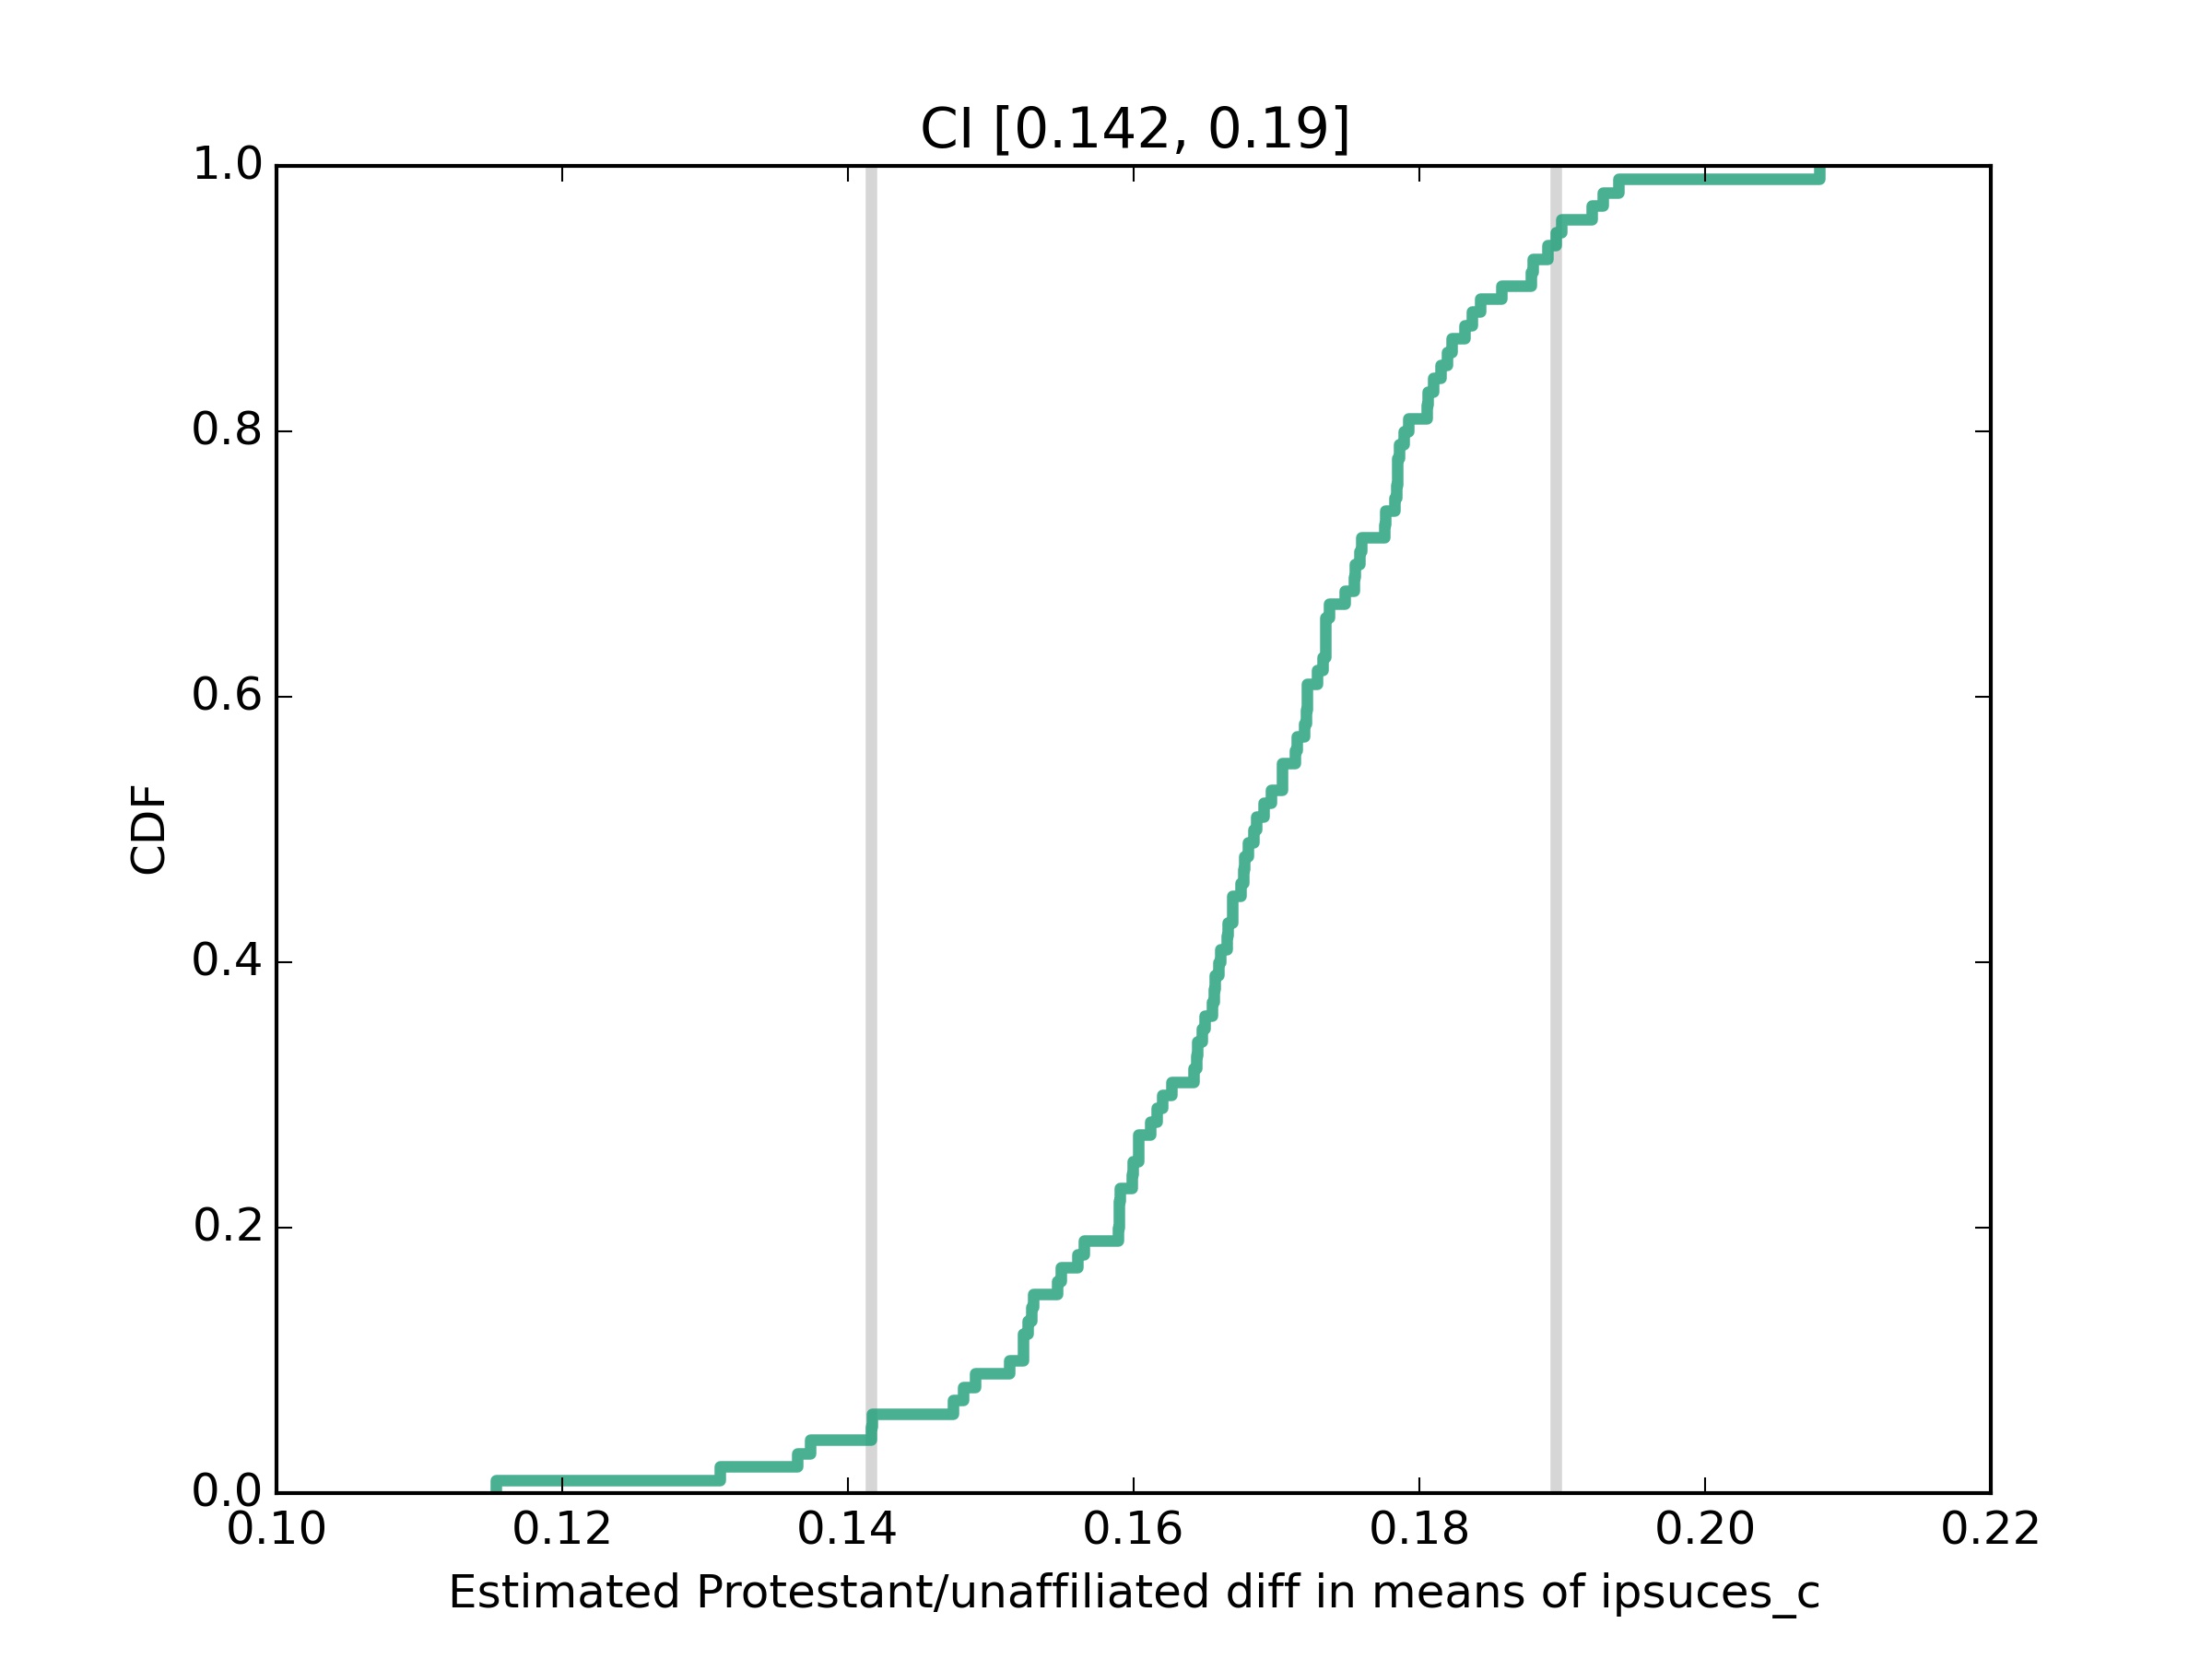 CI [0.142, 0.19]
1.0
0.8
0.6
0.4
0.2
0.0
CDF
0.10 0.12 0.14 0.16 0.18 0.20 0.22
Estimated Protestant/unaffiliated diff in means of ipsuces_c